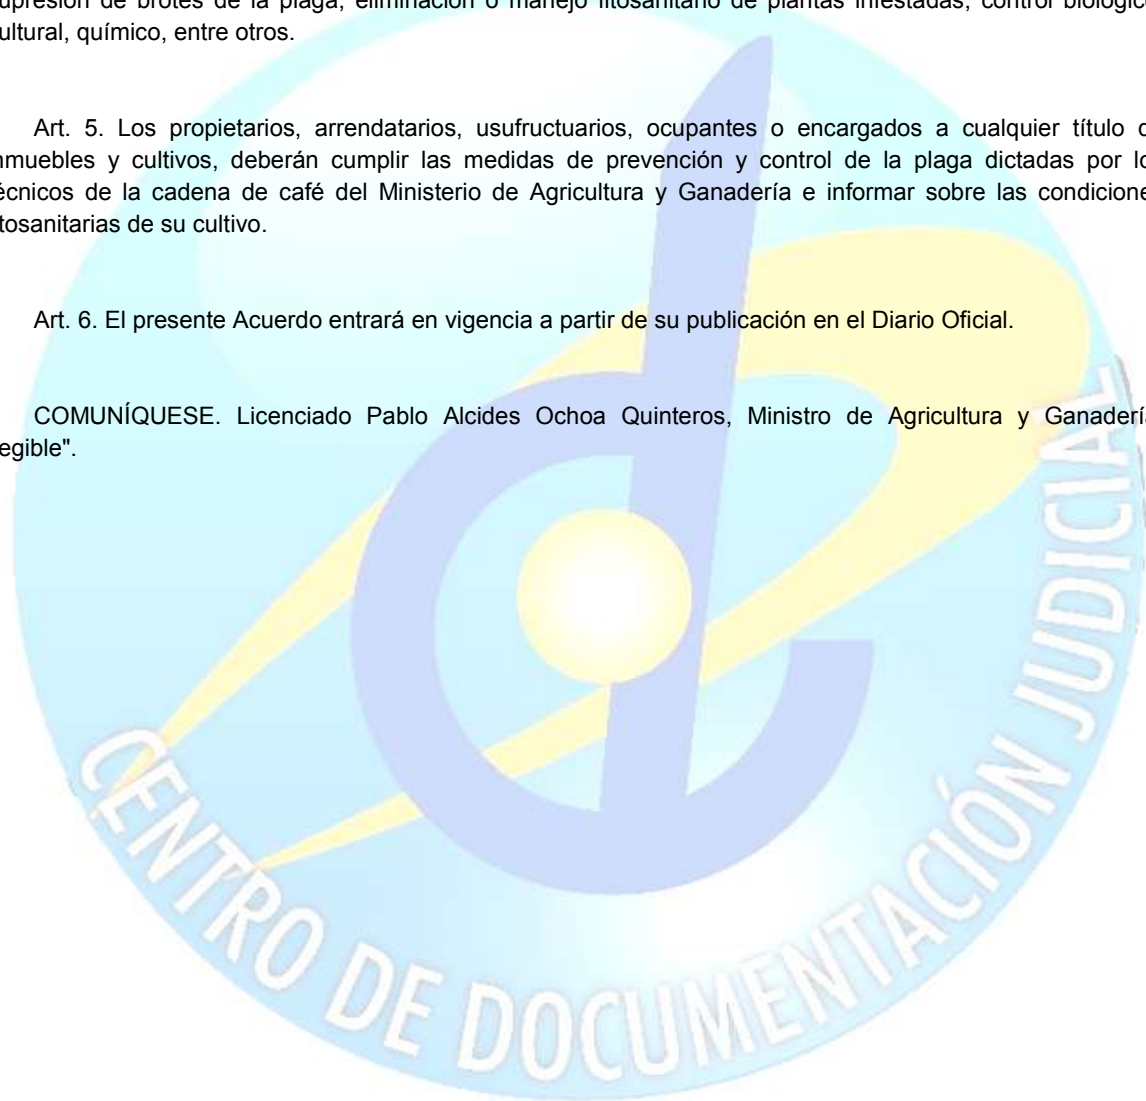 upresión de brotes de la plaga, eliminación o manejo fitosanitario de plantas infestadas, control biológic
ultural, químico, entre otros.
Art. 5. Los propietarios, arrendatarios, usufructuarios, ocupantes o encargados a cualquier título d
nmuebles y cultivos, deberán cumplir las medidas de prevención y control de la plaga dictadas por lo
écnicos de la cadena de café del Ministerio de Agricultura y Ganadería e informar sobre las condicione
tosanitarias de su cultivo.
Art. 6. El presente Acuerdo entrará en vigencia a partir de su publicación en el Diario Oficial.
COMUNÍQUESE. Licenciado Pablo Alcides Ochoa Quinteros, Ministro de Agricultura y Ganaderí
egible".
CENTRO DE DOCUMENTACIÓN JUDICIAL